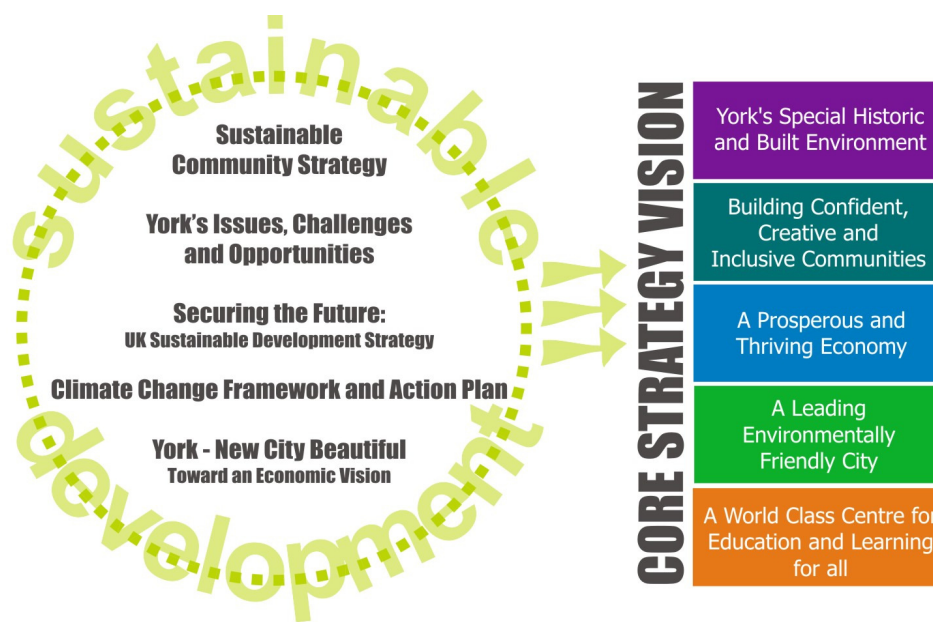 sustainable
Sustainable
Community Strategy
York's Issues, Challenges
and Opportunities
Securing the Future:
UK Sustainable Development Strategy
Climate Change Framework and Action Plan
York - New City Beautiful
Toward an Economic Vision
development
CORE STRATEGY VISION
York's Special Historic
and Built Environment
Building Confident,
Creative and
Inclusive Communities
A Prosperous and
Thriving Economy
A Leading
Environmentally
Friendly City
A World Class Centre for
Education and Learning
for all